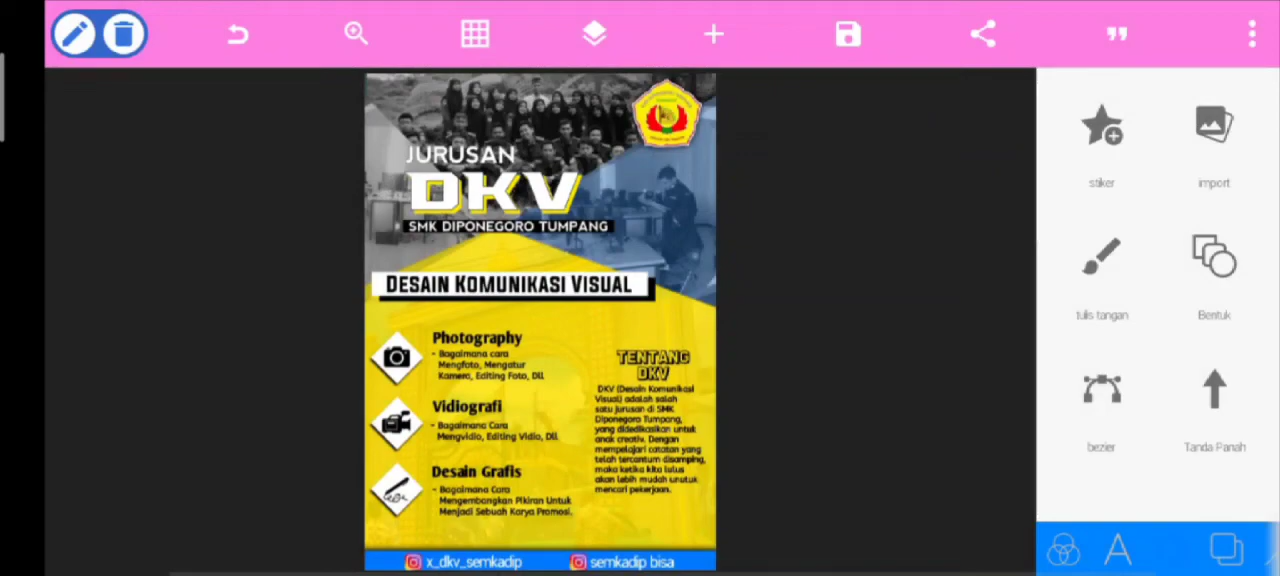 JURUSAN
DKV
SMK DIPONEGORO TUMPANG
DESAIN KOMUNIKASI VISUAL
Photography
- Bagaimana cara
Mengfoto, Mengatur
Kamera, Editing Foto, Dll
Vidiografi
- Bagaimana Cara
Mengvidio, Editing Vidio, Dll
Desain Grafis
- Bagaimana Cara
Mengembangkan Pikiran Untuk
Menjadi Sebuah Karya Promosi.
TENTANG
DKV
DKV (Desain Komunikasi
Visual) adalah salah
satu jurusan di SMK
Diponegoro Tumpang,
yang didedikasikan untuk
anak creativ. Dengan
mempelajari catatan yang
telah tercantum disamping,
maka ketika kita lulus
akan lebih mudah unutuk
mencari pekerjaan.
x_dkv_semkadip
semkadip bisa
stiker
import
tulis tangan
Bentuk
bezier
Tanda Panah
A